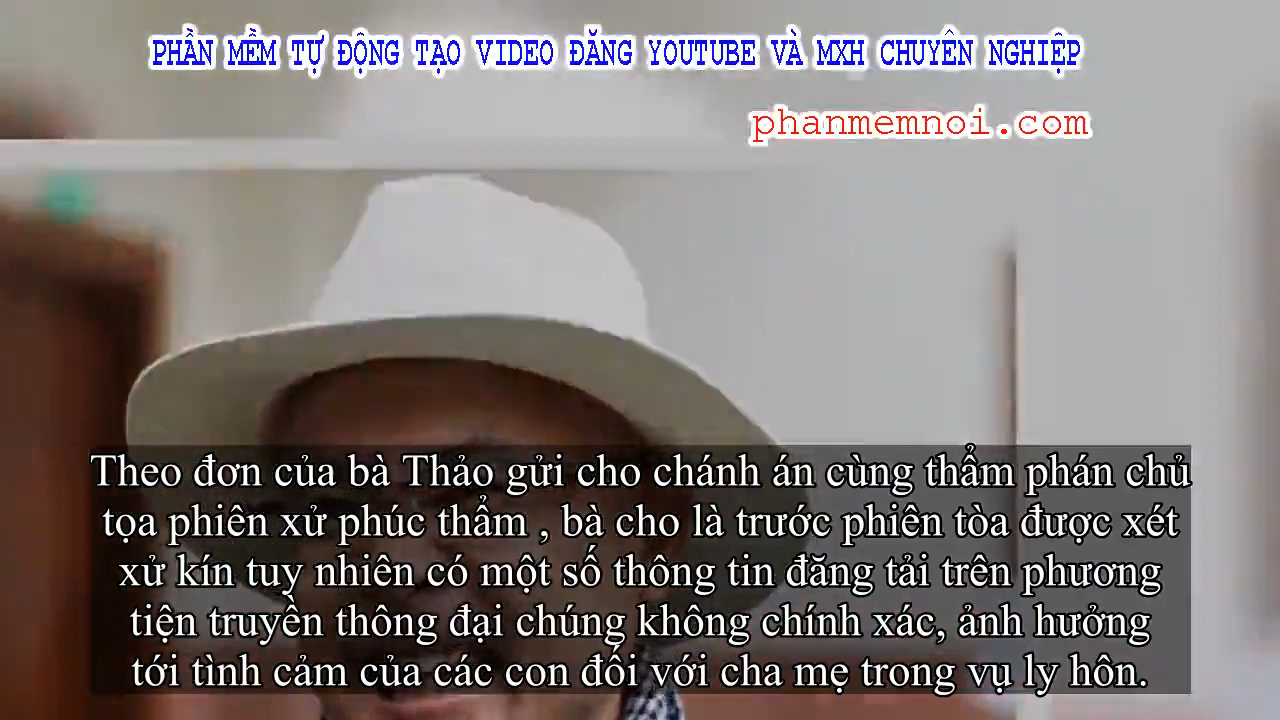 PHẦN MỀM TỰ ĐỘNG TẠO VIDEO ĐĂNG YOUTUBE VÀ MXH CHUYÊN NGHIỆP
phanmemnoi.com
Theo đơn của bà Thảo gửi cho chánh án cùng thẩm phán chủ
tọa phiên xử phúc thẩm , bà cho là trước phiên tòa được xét
xử kín tuy nhiên có một số thông tin đăng tải trên phương
tiện truyền thông đại chúng không chính xác, ảnh hưởng
tới tình cảm của các con đối với cha mẹ trong vụ ly hôn.